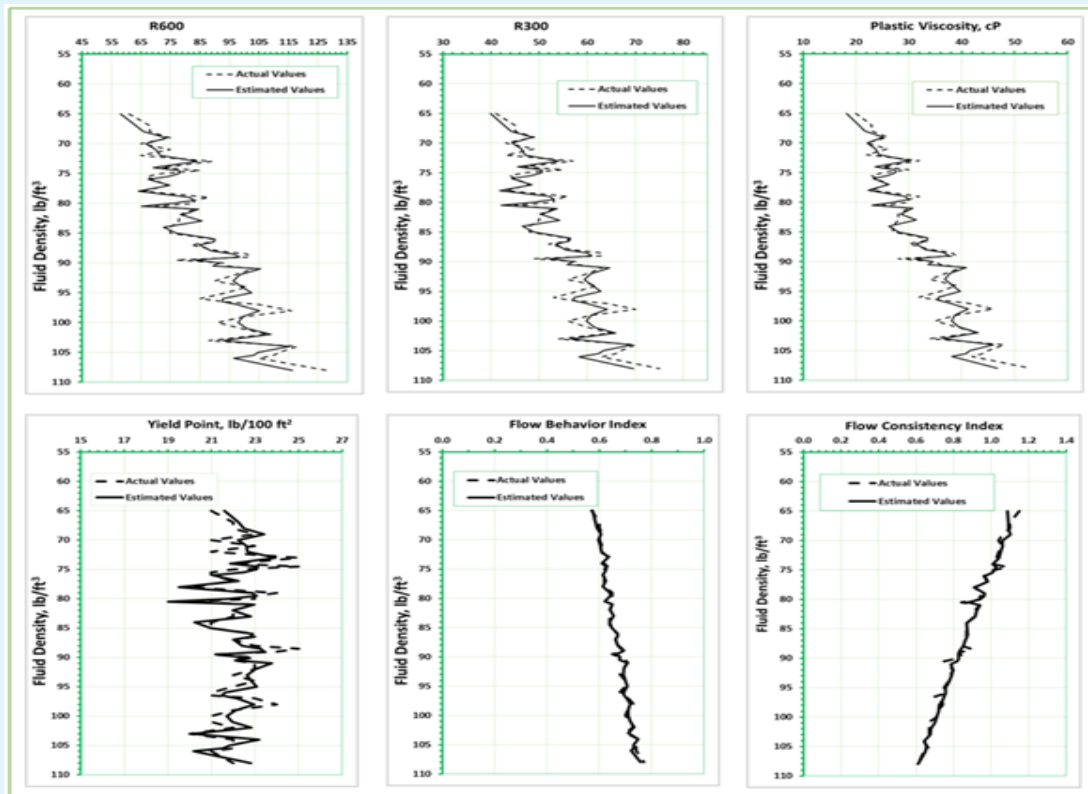 R600
45 55 65 75 85 95 105 115 125 135
55
60
65
70
75
80
85
90
95
100
105
110
Fluid Density, lb/ft³
Actual Values
Estimated Values
R300
30 40 50 60 70 80
55
60
65
70
75
80
85
90
95
100
105
110
Fluid Density, lb/ft³
Actual Values
Estimated Values
Plastic Viscosity, cP
10 20 30 40 50 60
55
60
65
70
75
80
85
90
95
100
105
110
Fluid Density, lb/ft³
Actual Values
Estimated Values
Yield Point, lb/100 ft²
15 17 19 21 23 25 27
55
60
65
70
75
80
85
90
95
100
105
110
Fluid Density, lb/ft³
Actual Values
Estimated Values
Flow Behavior Index
0.0 0.2 0.4 0.6 0.8 1.0
55
60
65
70
75
80
85
90
95
100
105
110
Fluid Density, lb/ft³
Actual Values
Estimated Values
Flow Consistency Index
0.0 0.2 0.4 0.6 0.8 1.0 1.2 1.4
55
60
65
70
75
80
85
90
95
100
105
110
Fluid Density, lb/ft³
Actual Values
Estimated Values